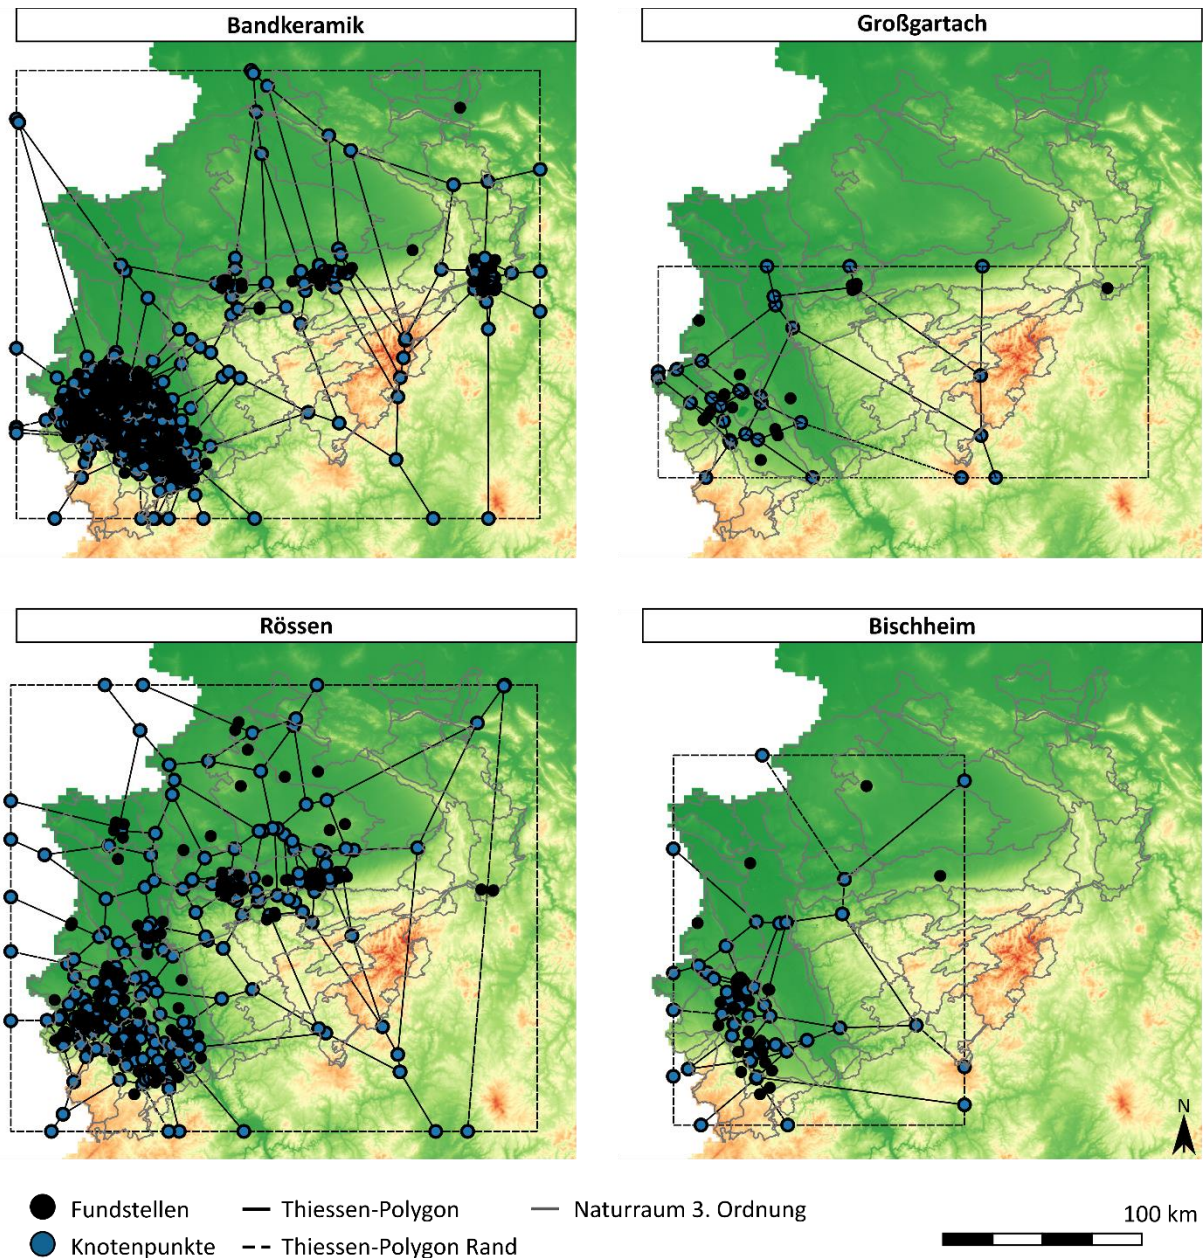 Bandkeramik
Großgartach
Rössen
Bischheim
N
Fundstellen
Thiessen-Polygon
Naturraum 3. Ordnung
100 km
Knotenpunkte
Thiessen-Polygon Rand